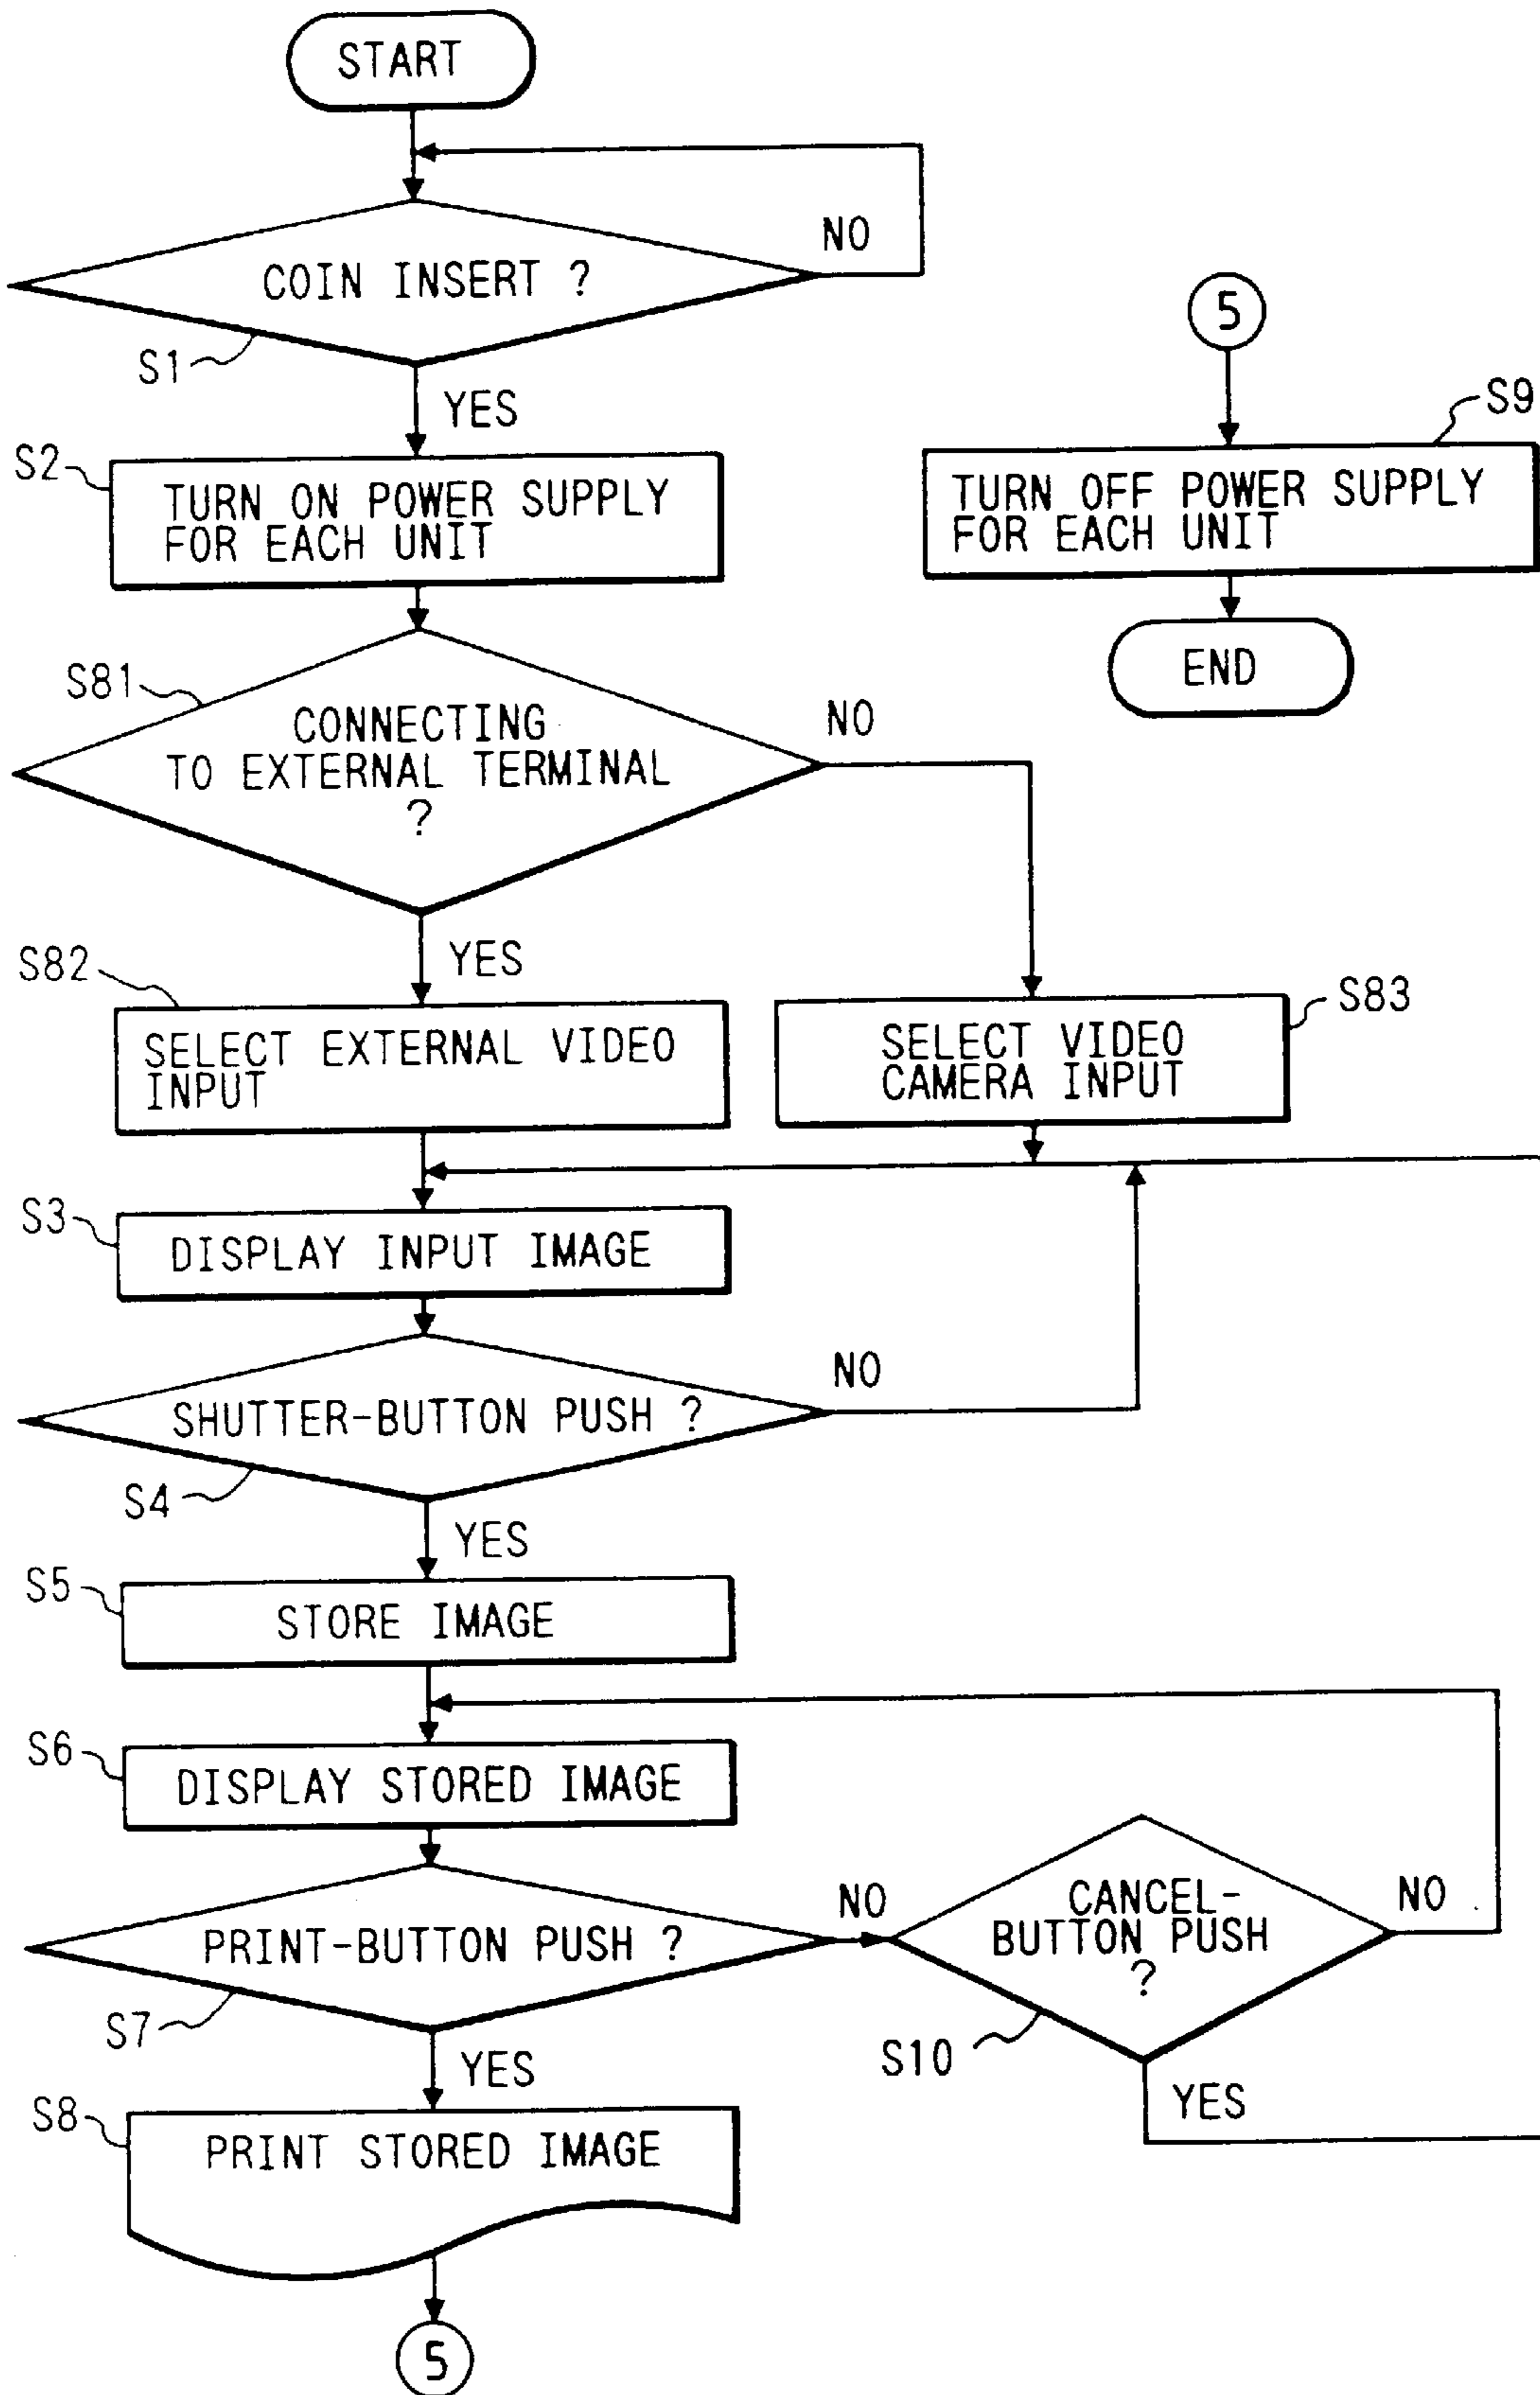 START
NO
COIN INSERT ?
S1
YES
S2
TURN ON POWER SUPPLY
FOR EACH UNIT
S81
CONNECTING
TO EXTERNAL TERMINAL
?
NO
YES
S82
SELECT EXTERNAL VIDEO
INPUT
S83
SELECT VIDEO
CAMERA INPUT
S3
DISPLAY INPUT IMAGE
NO
SHUTTER-BUTTON PUSH ?
S4
YES
S5
STORE IMAGE
S6
DISPLAY STORED IMAGE
NO
PRINT-BUTTON PUSH ?
S7
YES
CANCEL-
BUTTON PUSH
?
NO
S10
YES
S8
PRINT STORED IMAGE
5
5
S9
TURN OFF POWER SUPPLY
FOR EACH UNIT
END